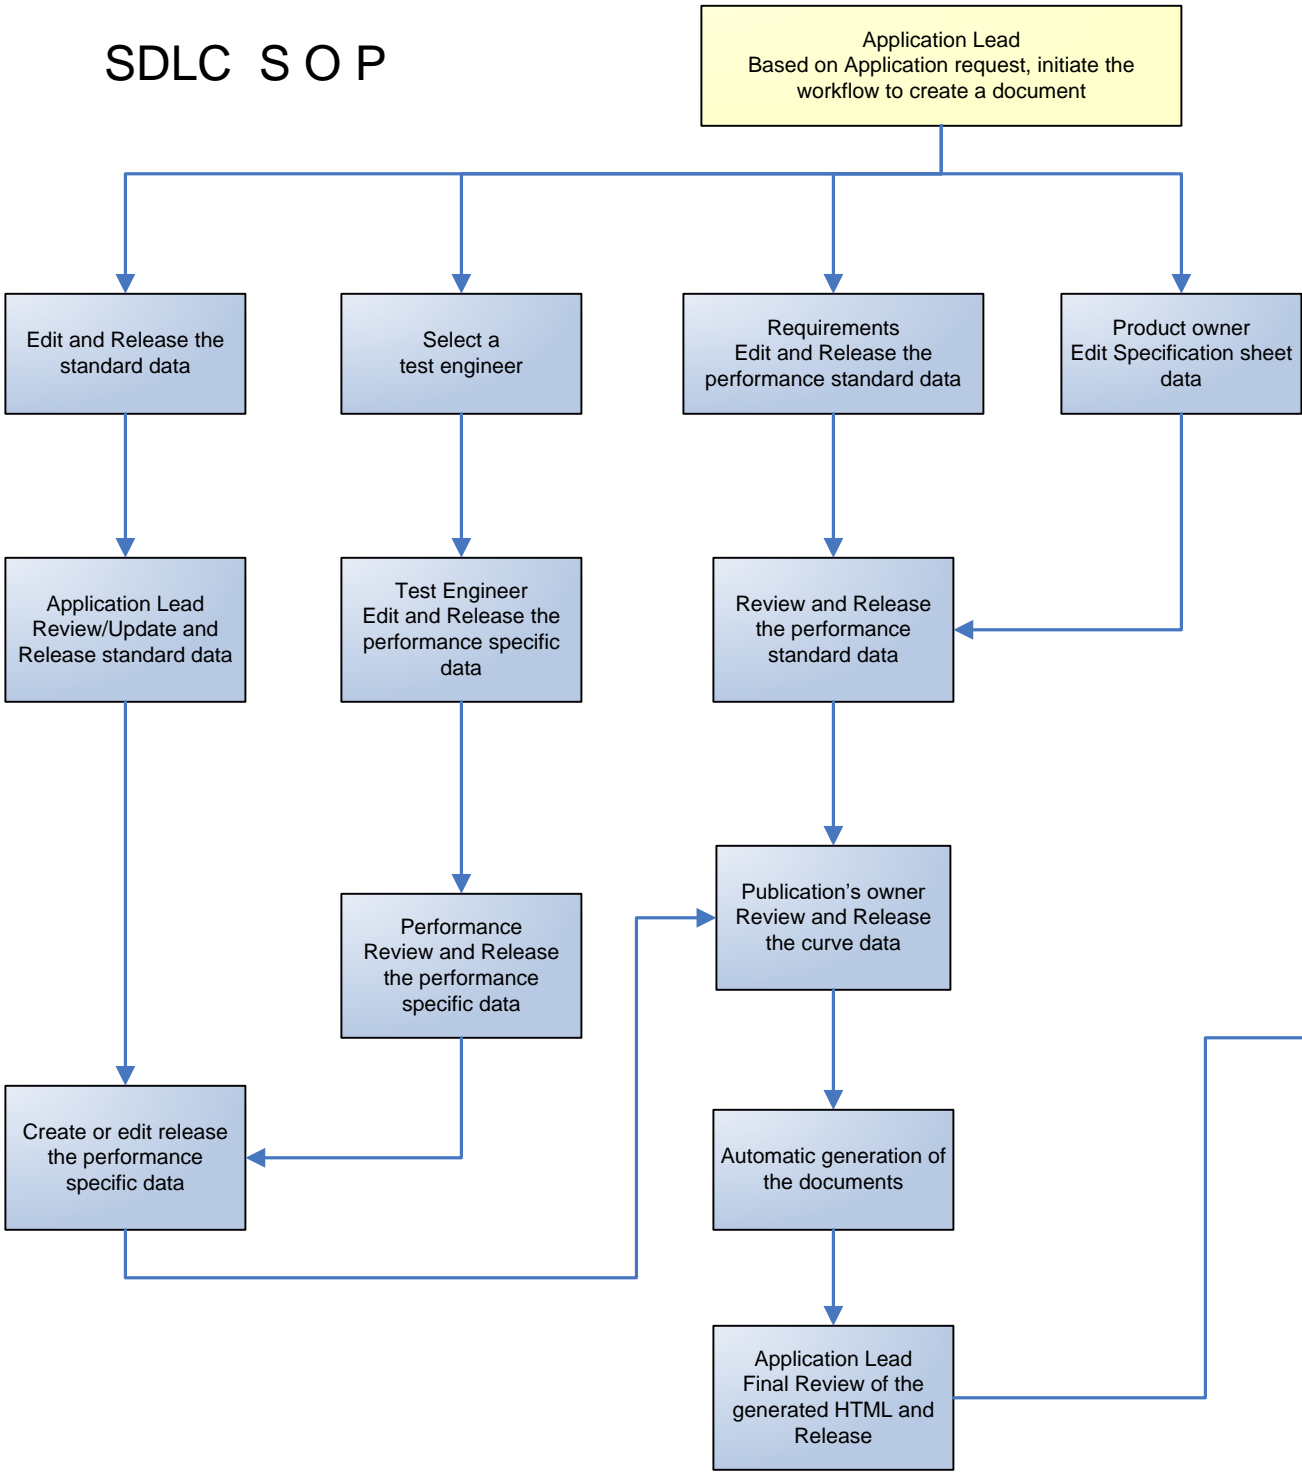 SDLC S O P
Application Lead
Based on Application request, initiate the
workflow to create a document
Edit and Release the
standard data
Select a
test engineer
Requirements
Edit and Release the
performance standard data
Product owner
Edit Specification sheet
data
Application Lead
Review/Update and
Release standard data
Test Engineer
Edit and Release the
performance specific
data
Review and Release
the performance
standard data
Publication's owner
Review and Release
the curve data
Performance
Review and Release
the performance
specific data
Create or edit release
the performance
specific data
Automatic generation of
the documents
Application Lead
Final Review of the
generated HTML and
Release